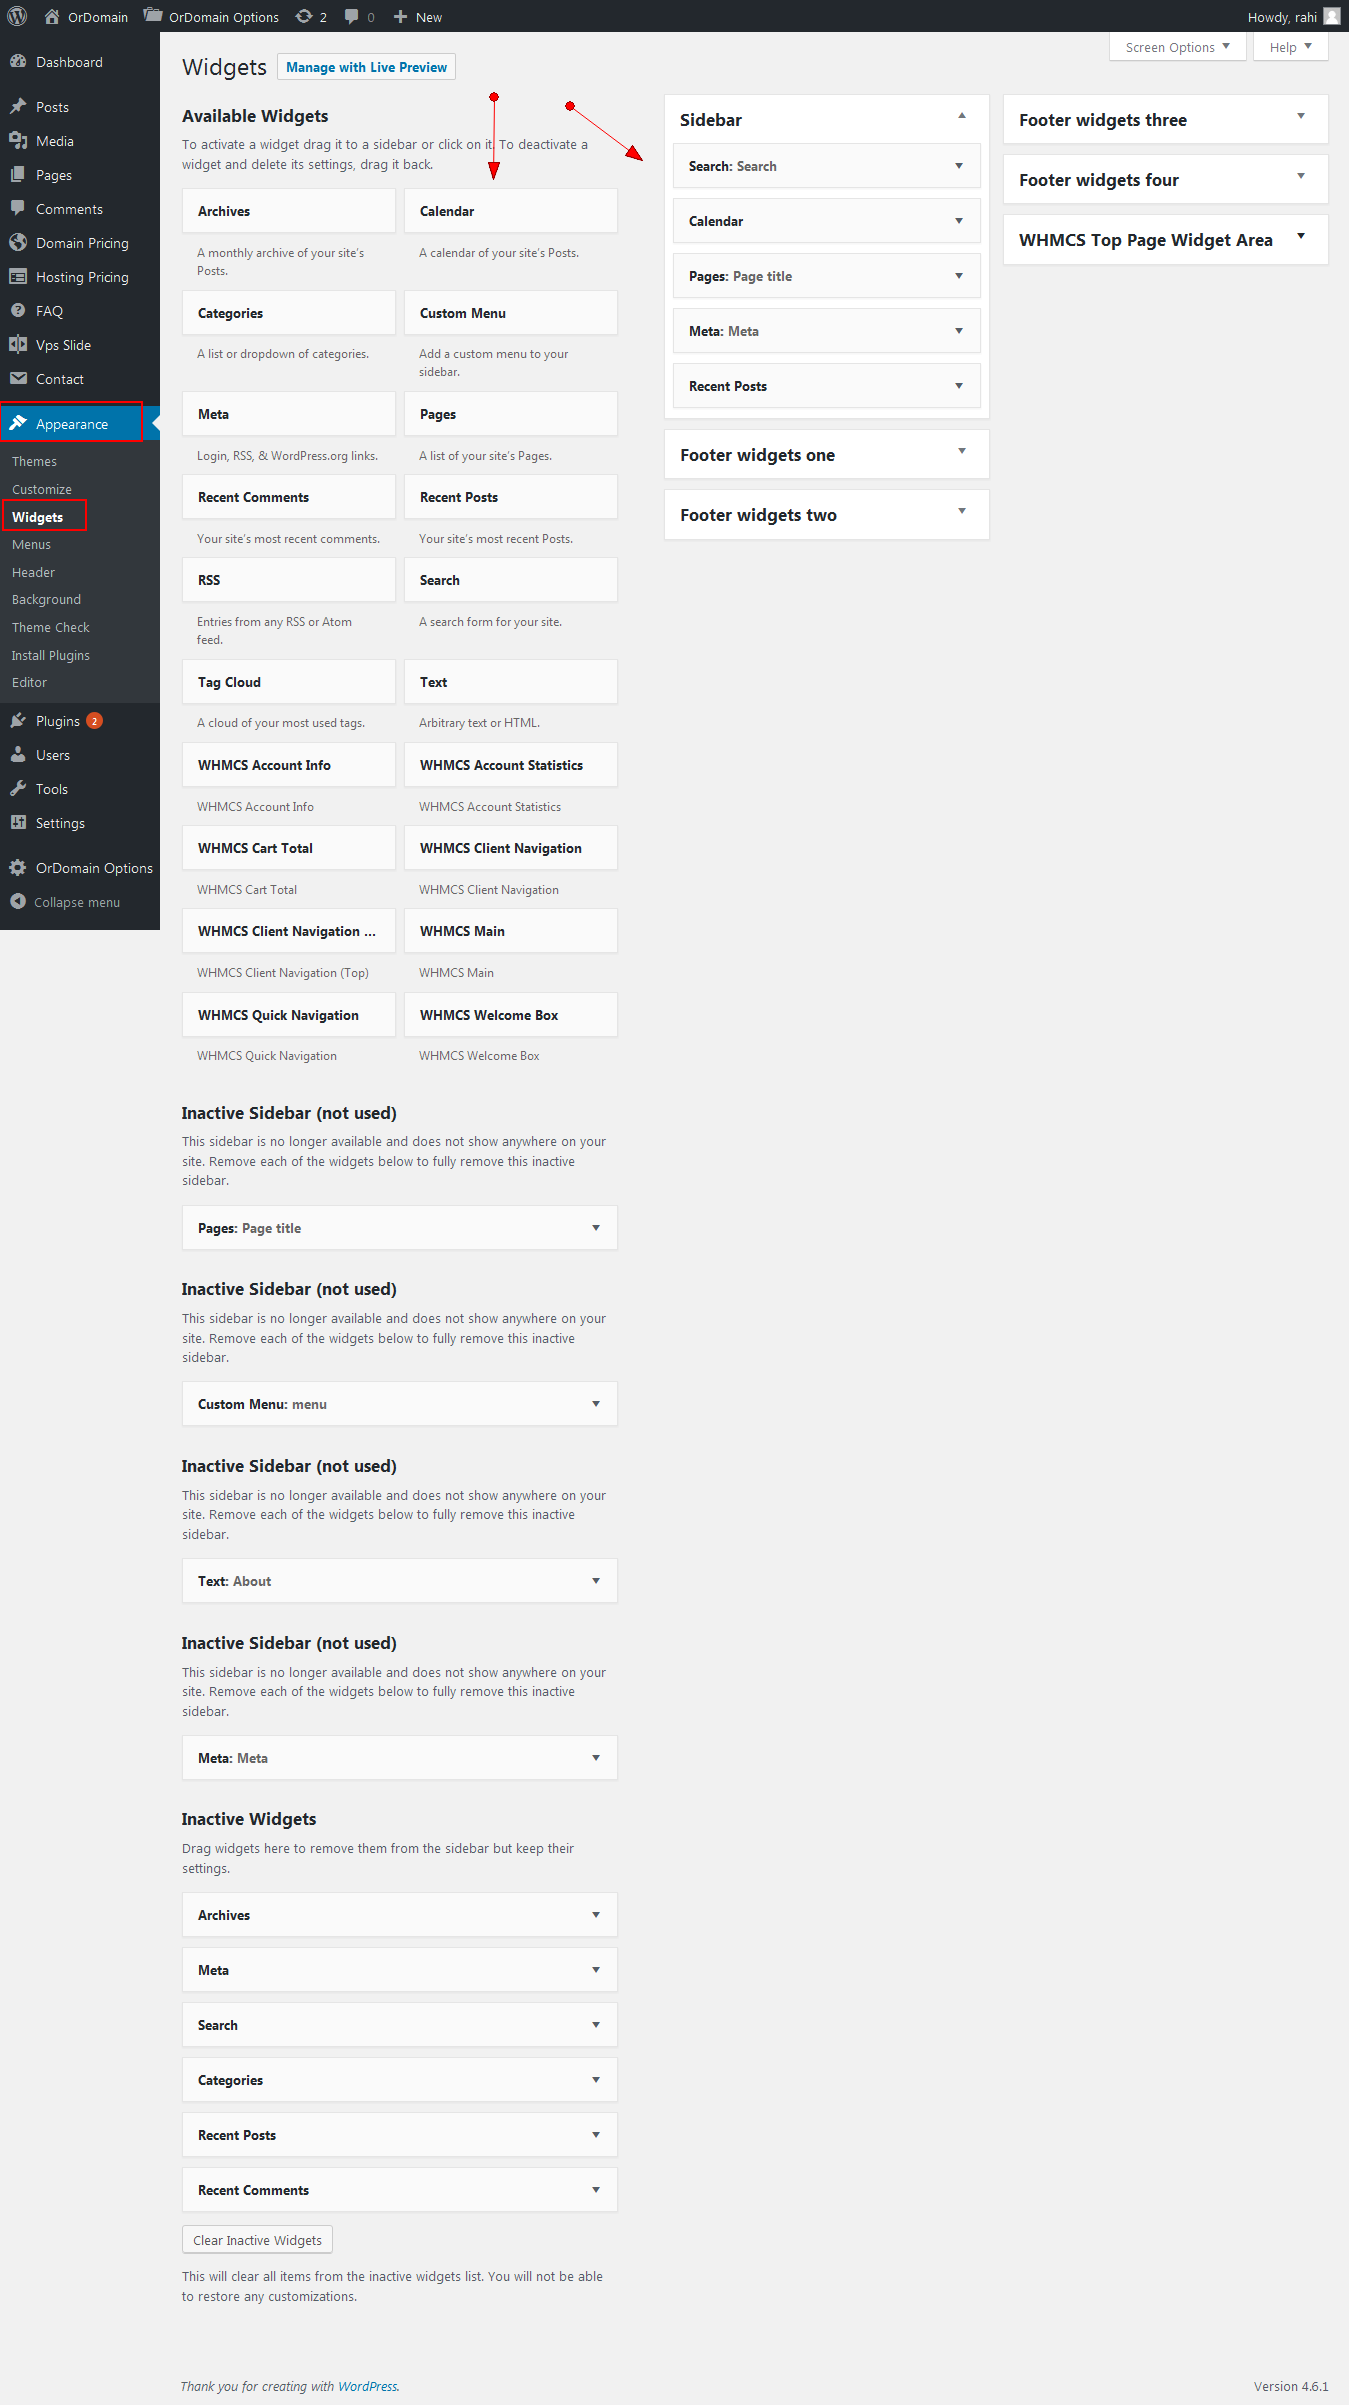 OrDomain OrDomain Options 2 0 New Howdy, rahi
Dashboard
Posts
Media
Pages
Comments
Domain Pricing
Hosting Pricing
FAQ
Vps Slide
Contact
Appearance
Themes
Customize
Widgets
Menus
Header
Background
Theme Check
Install Plugins
Editor
Plugins 2
Users
Tools
Settings
OrDomain Options
Collapse menu
Screen Options Help
Widgets Manage with Live Preview
Available Widgets
To activate a widget drag it to a sidebar or click on it. To deactivate a
widget and delete its settings, drag it back.
Archives Calendar
A monthly archive of your site's A calendar of your site's Posts.
Posts.
Categories Custom Menu
A list or dropdown of categories. Add a custom menu to your
sidebar.
Meta Pages
Login, RSS, & WordPress.org links. A list of your site's Pages.
Recent Comments Recent Posts
Your site's most recent comments. Your site's most recent Posts.
RSS Search
Entries from any RSS or Atom A search form for your site.
feed.
Tag Cloud Text
A cloud of your most used tags. Arbitrary text or HTML.
WHMCS Account Info WHMCS Account Statistics
WHMCS Account Info WHMCS Account Statistics
WHMCS Cart Total WHMCS Client Navigation
WHMCS Cart Total WHMCS Client Navigation
WHMCS Client Navigation ... WHMCS Main
WHMCS Client Navigation (Top) WHMCS Main
WHMCS Quick Navigation WHMCS Welcome Box
WHMCS Quick Navigation WHMCS Welcome Box
Inactive Sidebar (not used)
This sidebar is no longer available and does not show anywhere on your
site. Remove each of the widgets below to fully remove this inactive
sidebar.
Pages: Page title
Inactive Sidebar (not used)
This sidebar is no longer available and does not show anywhere on your
site. Remove each of the widgets below to fully remove this inactive
sidebar.
Custom Menu: menu
Inactive Sidebar (not used)
This sidebar is no longer available and does not show anywhere on your
site. Remove each of the widgets below to fully remove this inactive
sidebar.
Text: About
Inactive Sidebar (not used)
This sidebar is no longer available and does not show anywhere on your
site. Remove each of the widgets below to fully remove this inactive
sidebar.
Meta: Meta
Inactive Widgets
Drag widgets here to remove them from the sidebar but keep their
settings.
Archives
Meta
Search
Categories
Recent Posts
Recent Comments
Clear Inactive Widgets
This will clear all items from the inactive widgets list. You will not be able
to restore any customizations.
Sidebar
Search: Search
Calendar
Pages: Page title
Meta: Meta
Recent Posts
Footer widgets one
Footer widgets two
Footer widgets three
Footer widgets four
WHMCS Top Page Widget Area
Thank you for creating with WordPress. Version 4.6.1